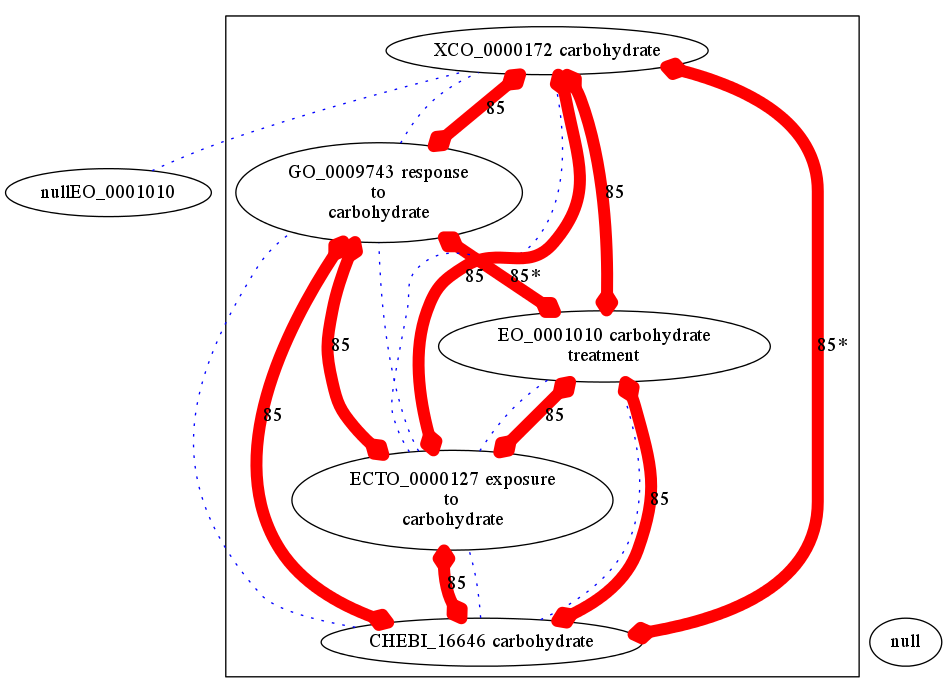 XCO_0000172 carbohydrate
85
nullEO_0001010
GO_0009743 response
to
carbohydrate
85
85
85*
EO_0001010 carbohydrate
treatment
85
85*
85
85
ECTO_0000127 exposure
to
carbohydrate
85
85
CHEBI_16646 carbohydrate
null